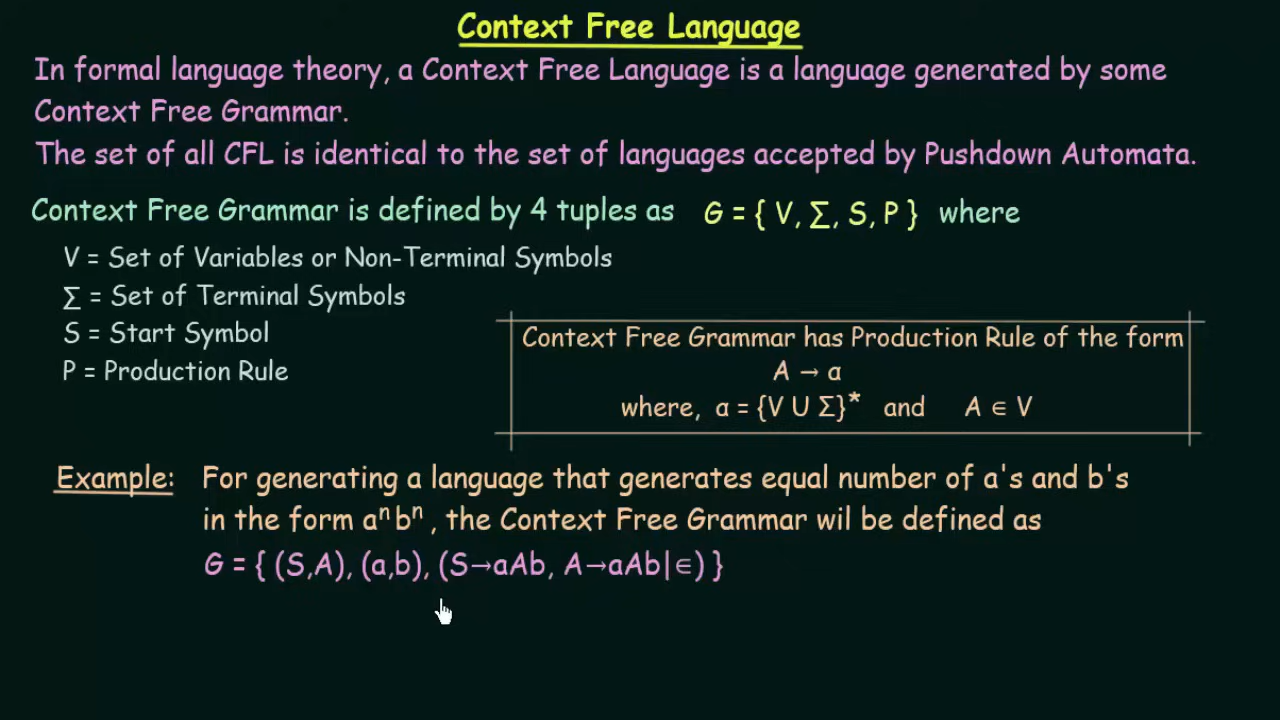 Context Free Language
In formal language theory, a Context Free Language is a language generated by some
Context Free Grammar.
The set of all CFL is identical to the set of languages accepted by Pushdown Automata.
Context Free Grammar is defined by 4 tuples as G = { V, Σ, S, P } where
V = Set of Variables or Non-Terminal Symbols
Σ = Set of Terminal Symbols
S = Start Symbol
P = Production Rule
Context Free Grammar has Production Rule of the form
A → α
where, α = {V ∪ Σ}* and A ∈ V
Example: For generating a language that generates equal number of a's and b's
in the form aⁿbⁿ, the Context Free Grammar wil be defined as
G = { (S,A), (a,b), (S→aAb, A→aAb|∈) }